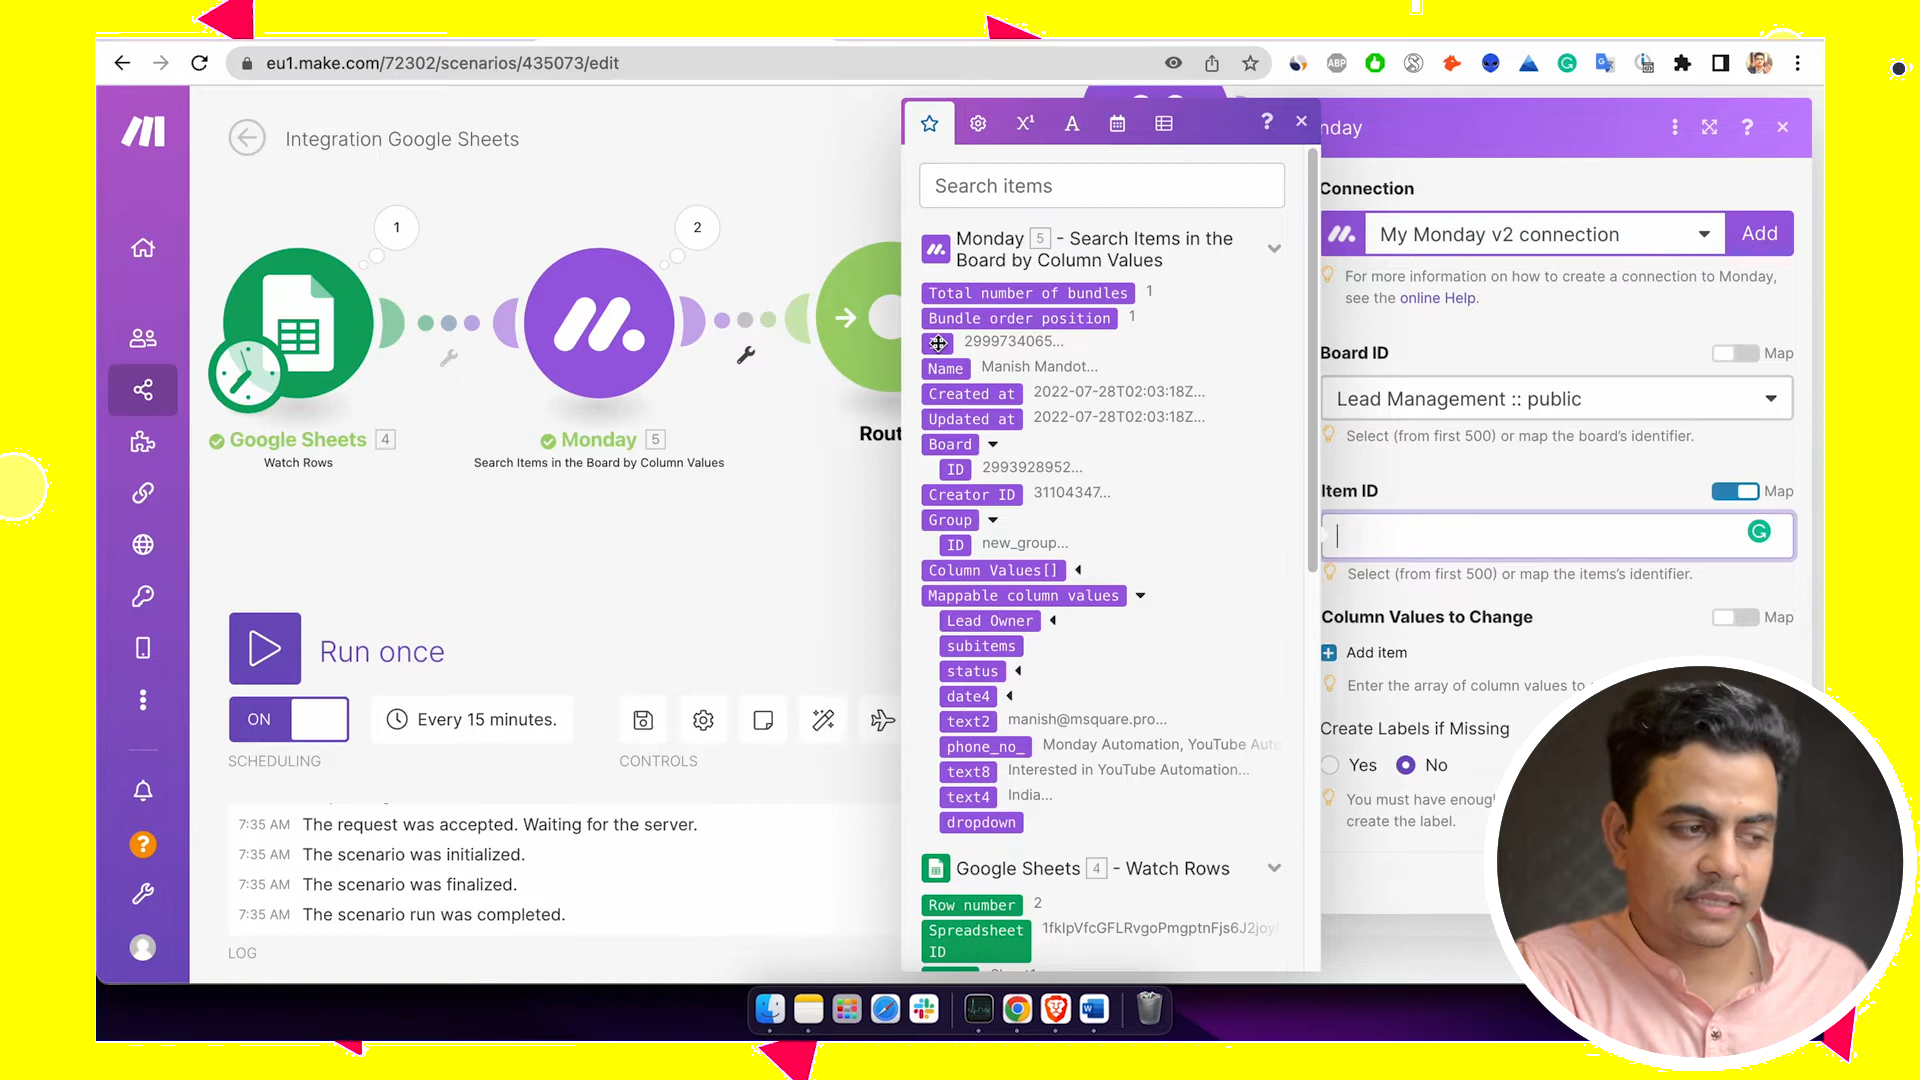 eu1.make.com/72302/scenarios/435073/edit
ABP
Integration Google Sheets
1
2
Google Sheets 4
Watch Rows
Monday 5
Search Items in the Board by Column Values
Rout
Run once
ON
Every 15 minutes.
SCHEDULING
CONTROLS
7:35 AM The request was accepted. Waiting for the server.
7:35 AM The scenario was initialized.
7:35 AM The scenario was finalized.
7:35 AM The scenario run was completed.
LOG
Search items
Monday 5 - Search Items in the
Board by Column Values
Total number of bundles 1
Bundle order position 1
2999734065...
Name Manish Mandot...
Created at 2022-07-28T02:03:18Z...
Updated at 2022-07-28T02:03:18Z...
Board
ID 2993928952...
Creator ID 31104347...
Group
ID new_group...
Column Values[]
Mappable column values
Lead Owner
subitems
status
date4
text2 manish@msquare.pro...
phone_no_ Monday Automation, YouTube Auto
text8 Interested in YouTube Automation...
text4 India...
dropdown
Google Sheets 4 - Watch Rows
Row number 2
Spreadsheet
ID 1fkIpVfcGFLRvgoPmgptnFjs6J2joy
nday
Connection
My Monday v2 connection
Add
For more information on how to create a connection to Monday,
see the online Help.
Board ID
Map
Lead Management :: public
Select (from first 500) or map the board's identifier.
Item ID
Map
Select (from first 500) or map the items's identifier.
Column Values to Change
Map
Add item
Enter the array of column values to
Create Labels if Missing
Yes
No
You must have enoug
create the label.